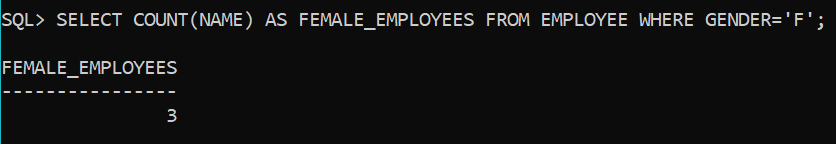 SQL> SELECT COUNT(NAME) AS FEMALE_EMPLOYEES FROM EMPLOYEE WHERE GENDER='F';
FEMALE_EMPLOYEES
----------------
3